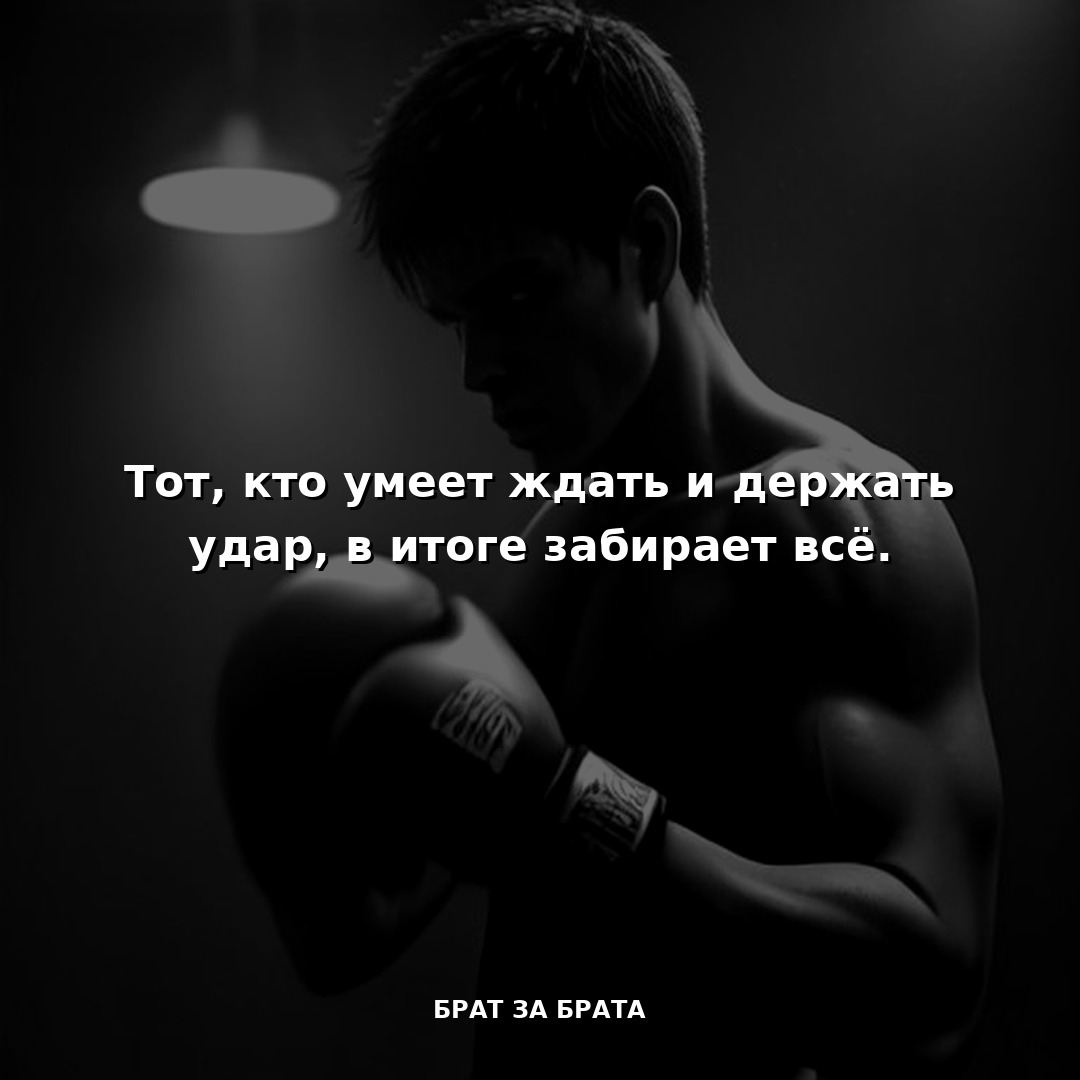 Тот, кто умеет ждать и держать
удар, в итоге забирает всё.
БРАТ ЗА БРАТА